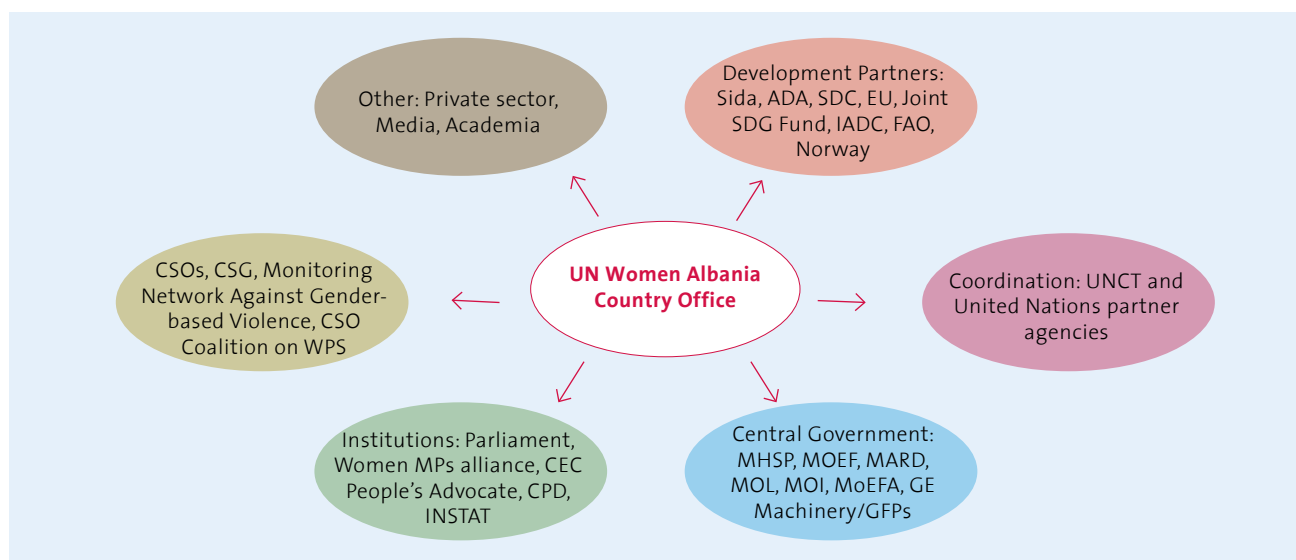 Other: Private sector,
Media, Academia
Development Partners:
Sida, ADA, SDC, EU, Joint
SDG Fund, IADC, FAO,
Norway
CSOs, CSG, Monitoring
Network Against Gender-
based Violence, CSO
Coalition on WPS
UN Women Albania
Country Office
Coordination: UNCT and
United Nations partner
agencies
Institutions: Parliament,
Women MPs alliance, CEC
People’s Advocate, CPD,
INSTAT
Central Government:
MHSP, MOEF, MARD,
MOL, MOI, MoEFA, GE
Machinery/GFPs